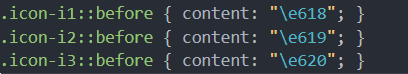 .icon-i1::before { content: "\e618"; }
.icon-i2::before { content: "\e619"; }
.icon-i3::before { content: "\e620"; }